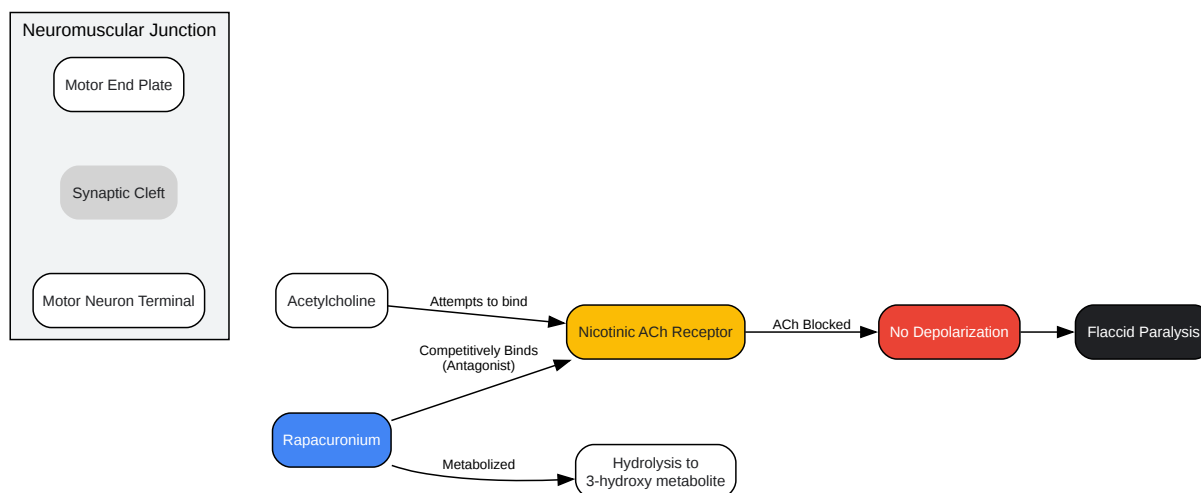 Neuromuscular Junction
Motor End Plate
Synaptic Cleft
Motor Neuron Terminal
Acetylcholine
Attempts to bind
Nicotinic ACh Receptor
ACh Blocked
No Depolarization
Flaccid Paralysis
Competitively Binds
(Antagonist)
Rapacuronium
Metabolized
Hydrolysis to
3-hydroxy metabolite